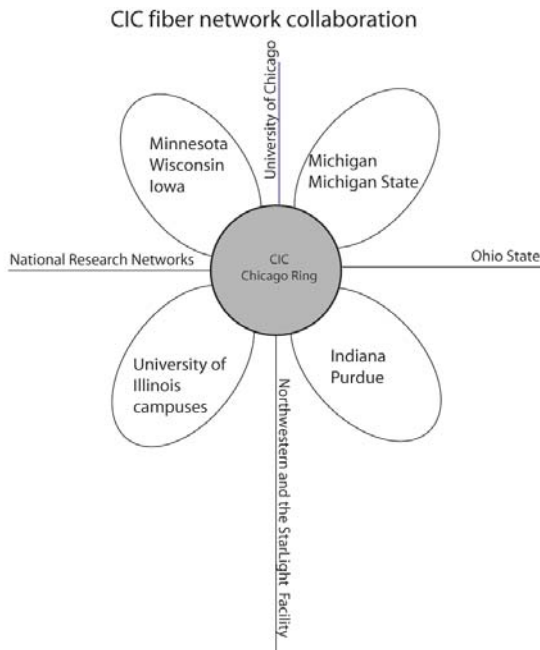 CIC fiber network collaboration
University of Chicago
Minnesota
Wisconsin
Iowa
Michigan
Michigan State
National Research Networks
CIC
Chicago Ring
Ohio State
University of
Illinois
campuses
Indiana
Purdue
Northwestern and the StarLight Facility